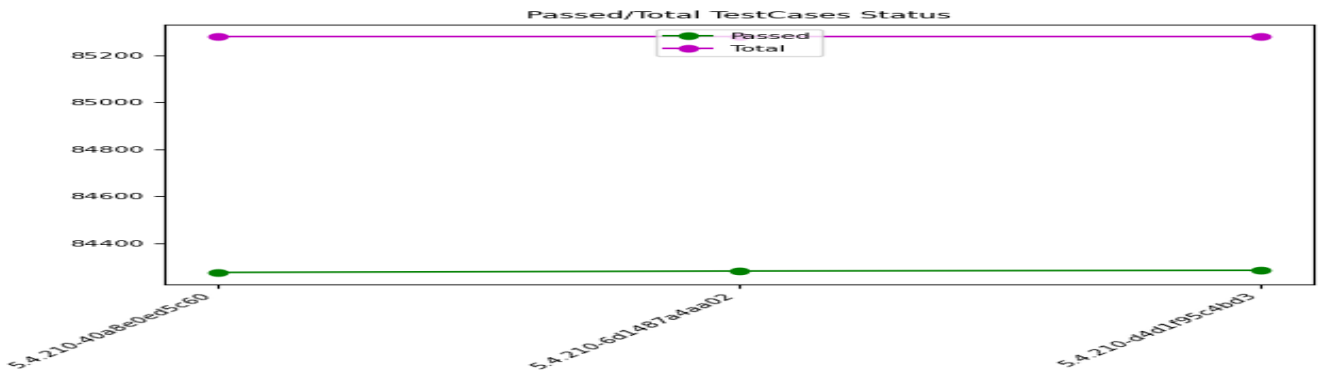 Passed/Total TestCases Status
Passed
Total
85200
85000
84800
84600
84400
5.4.210-40a8e0ed5c60
5.4.210-6d1487a4aa02
5.4.210-d4d1f95c4bd3